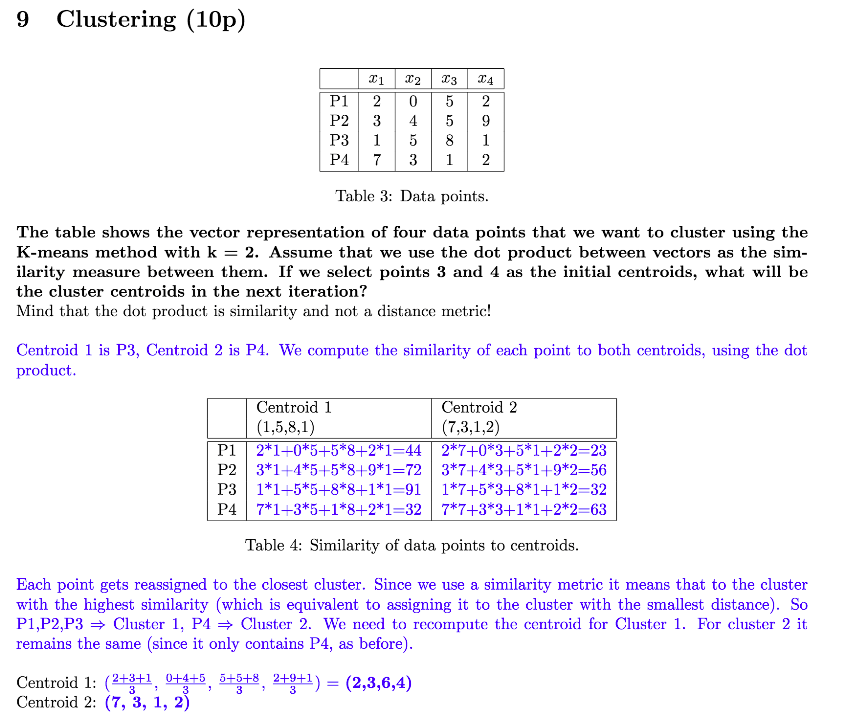 9 Clustering (10p)
x1 x2 x3 x4
P1 2 0 5 2
P2 3 4 5 9
P3 1 5 8 1
P4 7 3 1 2
Table 3: Data points.
The table shows the vector representation of four data points that we want to cluster using the
K-means method with k = 2. Assume that we use the dot product between vectors as the sim-
ilarity measure between them. If we select points 3 and 4 as the initial centroids, what will be
the cluster centroids in the next iteration?
Mind that the dot product is similarity and not a distance metric!
Centroid 1 is P3, Centroid 2 is P4. We compute the similarity of each point to both centroids, using the dot
product.
Centroid 1 Centroid 2
(1,5,8,1) (7,3,1,2)
P1 2*1+0*5+5*8+2*1=44 2*7+0*3+5*1+2*2=23
P2 3*1+4*5+5*8+9*1=72 3*7+4*3+5*1+9*2=56
P3 1*1+5*5+8*8+1*1=91 1*7+5*3+8*1+1*2=32
P4 7*1+3*5+1*8+2*1=32 7*7+3*3+1*1+2*2=63
Table 4: Similarity of data points to centroids.
Each point gets reassigned to the closest cluster. Since we use a similarity metric it means that to the cluster
with the highest similarity (which is equivalent to assigning it to the cluster with the smallest distance). So
P1,P2,P3 ⇒ Cluster 1, P4 ⇒ Cluster 2. We need to recompute the centroid for Cluster 1. For cluster 2 it
remains the same (since it only contains P4, as before).
Centroid 1: (2+3+1/3, 0+4+5/3, 5+5+8/3, 2+9+1/3) = (2,3,6,4)
Centroid 2: (7, 3, 1, 2)